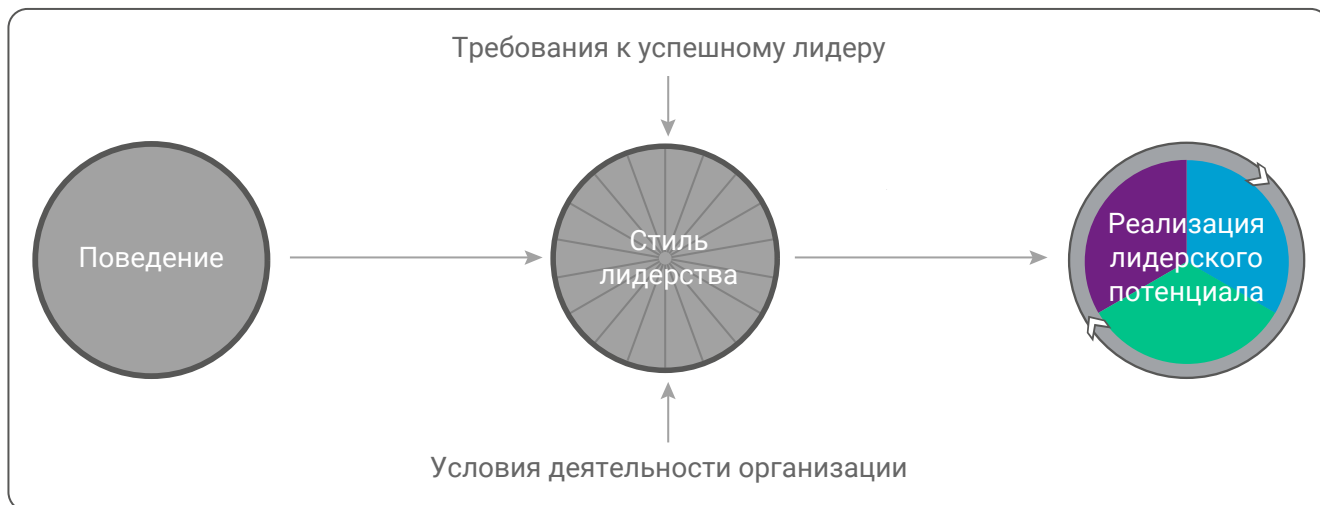 Требования к успешному лидеру
Поведение
Стиль
лидерства
Реализация
лидерского
потенциала
Условия деятельности организации